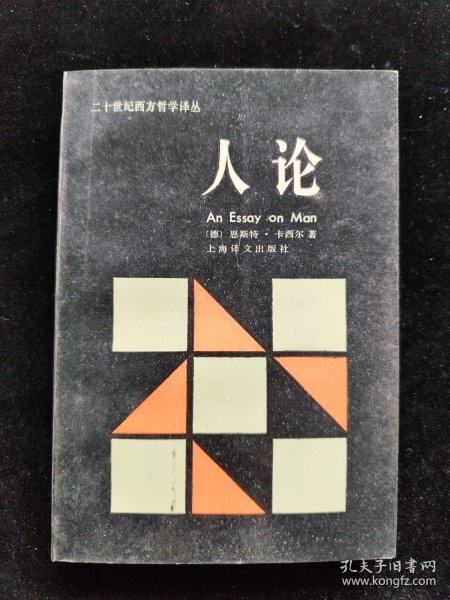 二十世纪西方哲学译丛
人论
An Essay on Man
〔德〕恩斯特·卡西尔著
上海译文出版社
孔夫子旧书网
www.kongfz.com